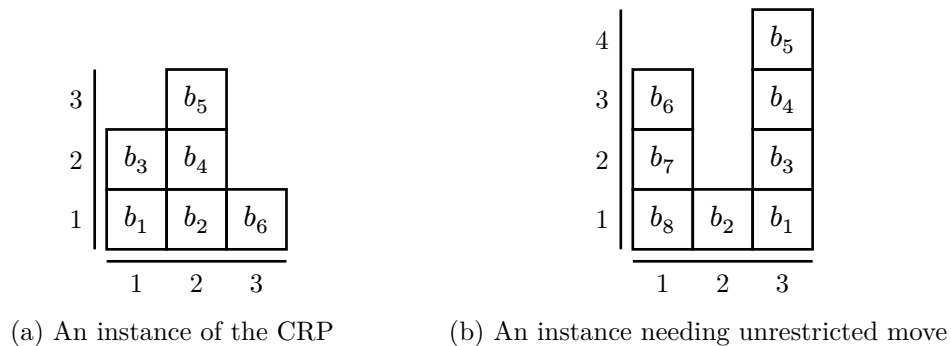 3 b5
2 b3 b4
1 b1 b2 b6
1 2 3
(a) An instance of the CRP
4 b5
3 b6 b4
2 b7 b3
1 b8 b2 b1
1 2 3
(b) An instance needing unrestricted move